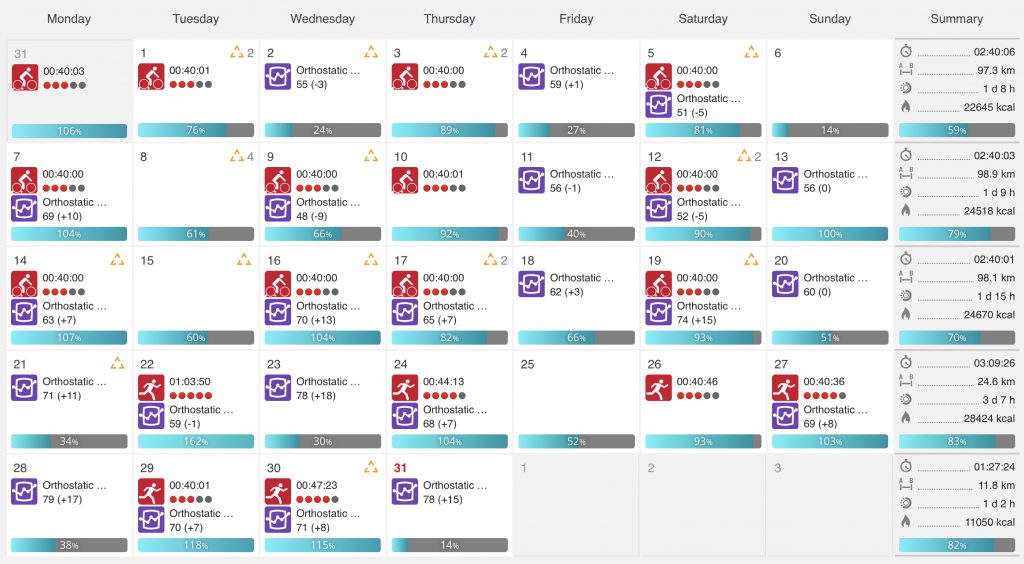 Monday Tuesday Wednesday Thursday Friday Saturday Sunday Summary
31
00:40:03
106%
1 2
00:40:01
76%
2
Orthostatic ...
55 (-3)
24%
3 2
00:40:00
89%
4
Orthostatic ...
59 (+1)
27%
5
00:40:00
Orthostatic ...
51 (-5)
81%
6
14%
02:40:06
A B
97.3 km
1 d 8 h
22645 kcal
59%
7
00:40:00
Orthostatic ...
69 (+10)
104%
8 4
61%
9
00:40:00
Orthostatic ...
48 (-9)
66%
10
00:40:01
92%
11
Orthostatic ...
56 (-1)
40%
12 2
00:40:00
Orthostatic ...
52 (-5)
90%
13
Orthostatic ...
56 (0)
100%
02:40:03
A B
98.9 km
1 d 9 h
24518 kcal
79%
14
00:40:00
Orthostatic ...
63 (+7)
107%
15
60%
16
00:40:00
Orthostatic ...
70 (+13)
104%
17 2
00:40:00
Orthostatic ...
65 (+7)
82%
18
Orthostatic ...
62 (+3)
66%
19
00:40:00
Orthostatic ...
74 (+15)
93%
20
Orthostatic ...
60 (0)
51%
02:40:01
A B
98.1 km
1 d 15 h
24670 kcal
70%
21
Orthostatic ...
71 (+11)
34%
22
01:03:50
Orthostatic ...
59 (-1)
162%
23
Orthostatic ...
78 (+18)
30%
24
00:44:13
Orthostatic ...
68 (+7)
104%
25
52%
26
00:40:46
93%
27
00:40:36
Orthostatic ...
69 (+8)
103%
03:09:26
A B
24.6 km
3 d 7 h
28424 kcal
83%
28
Orthostatic ...
79 (+17)
38%
29
00:40:01
Orthostatic ...
70 (+7)
118%
30
00:47:23
Orthostatic ...
71 (+8)
115%
31
Orthostatic ...
78 (+15)
14%
1
2
3
01:27:24
A B
11.8 km
1 d 2 h
11050 kcal
82%